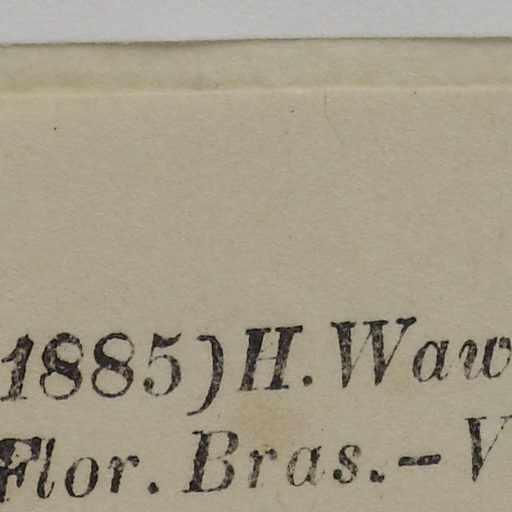 1885) H. Waw
Flor. Bras. – V